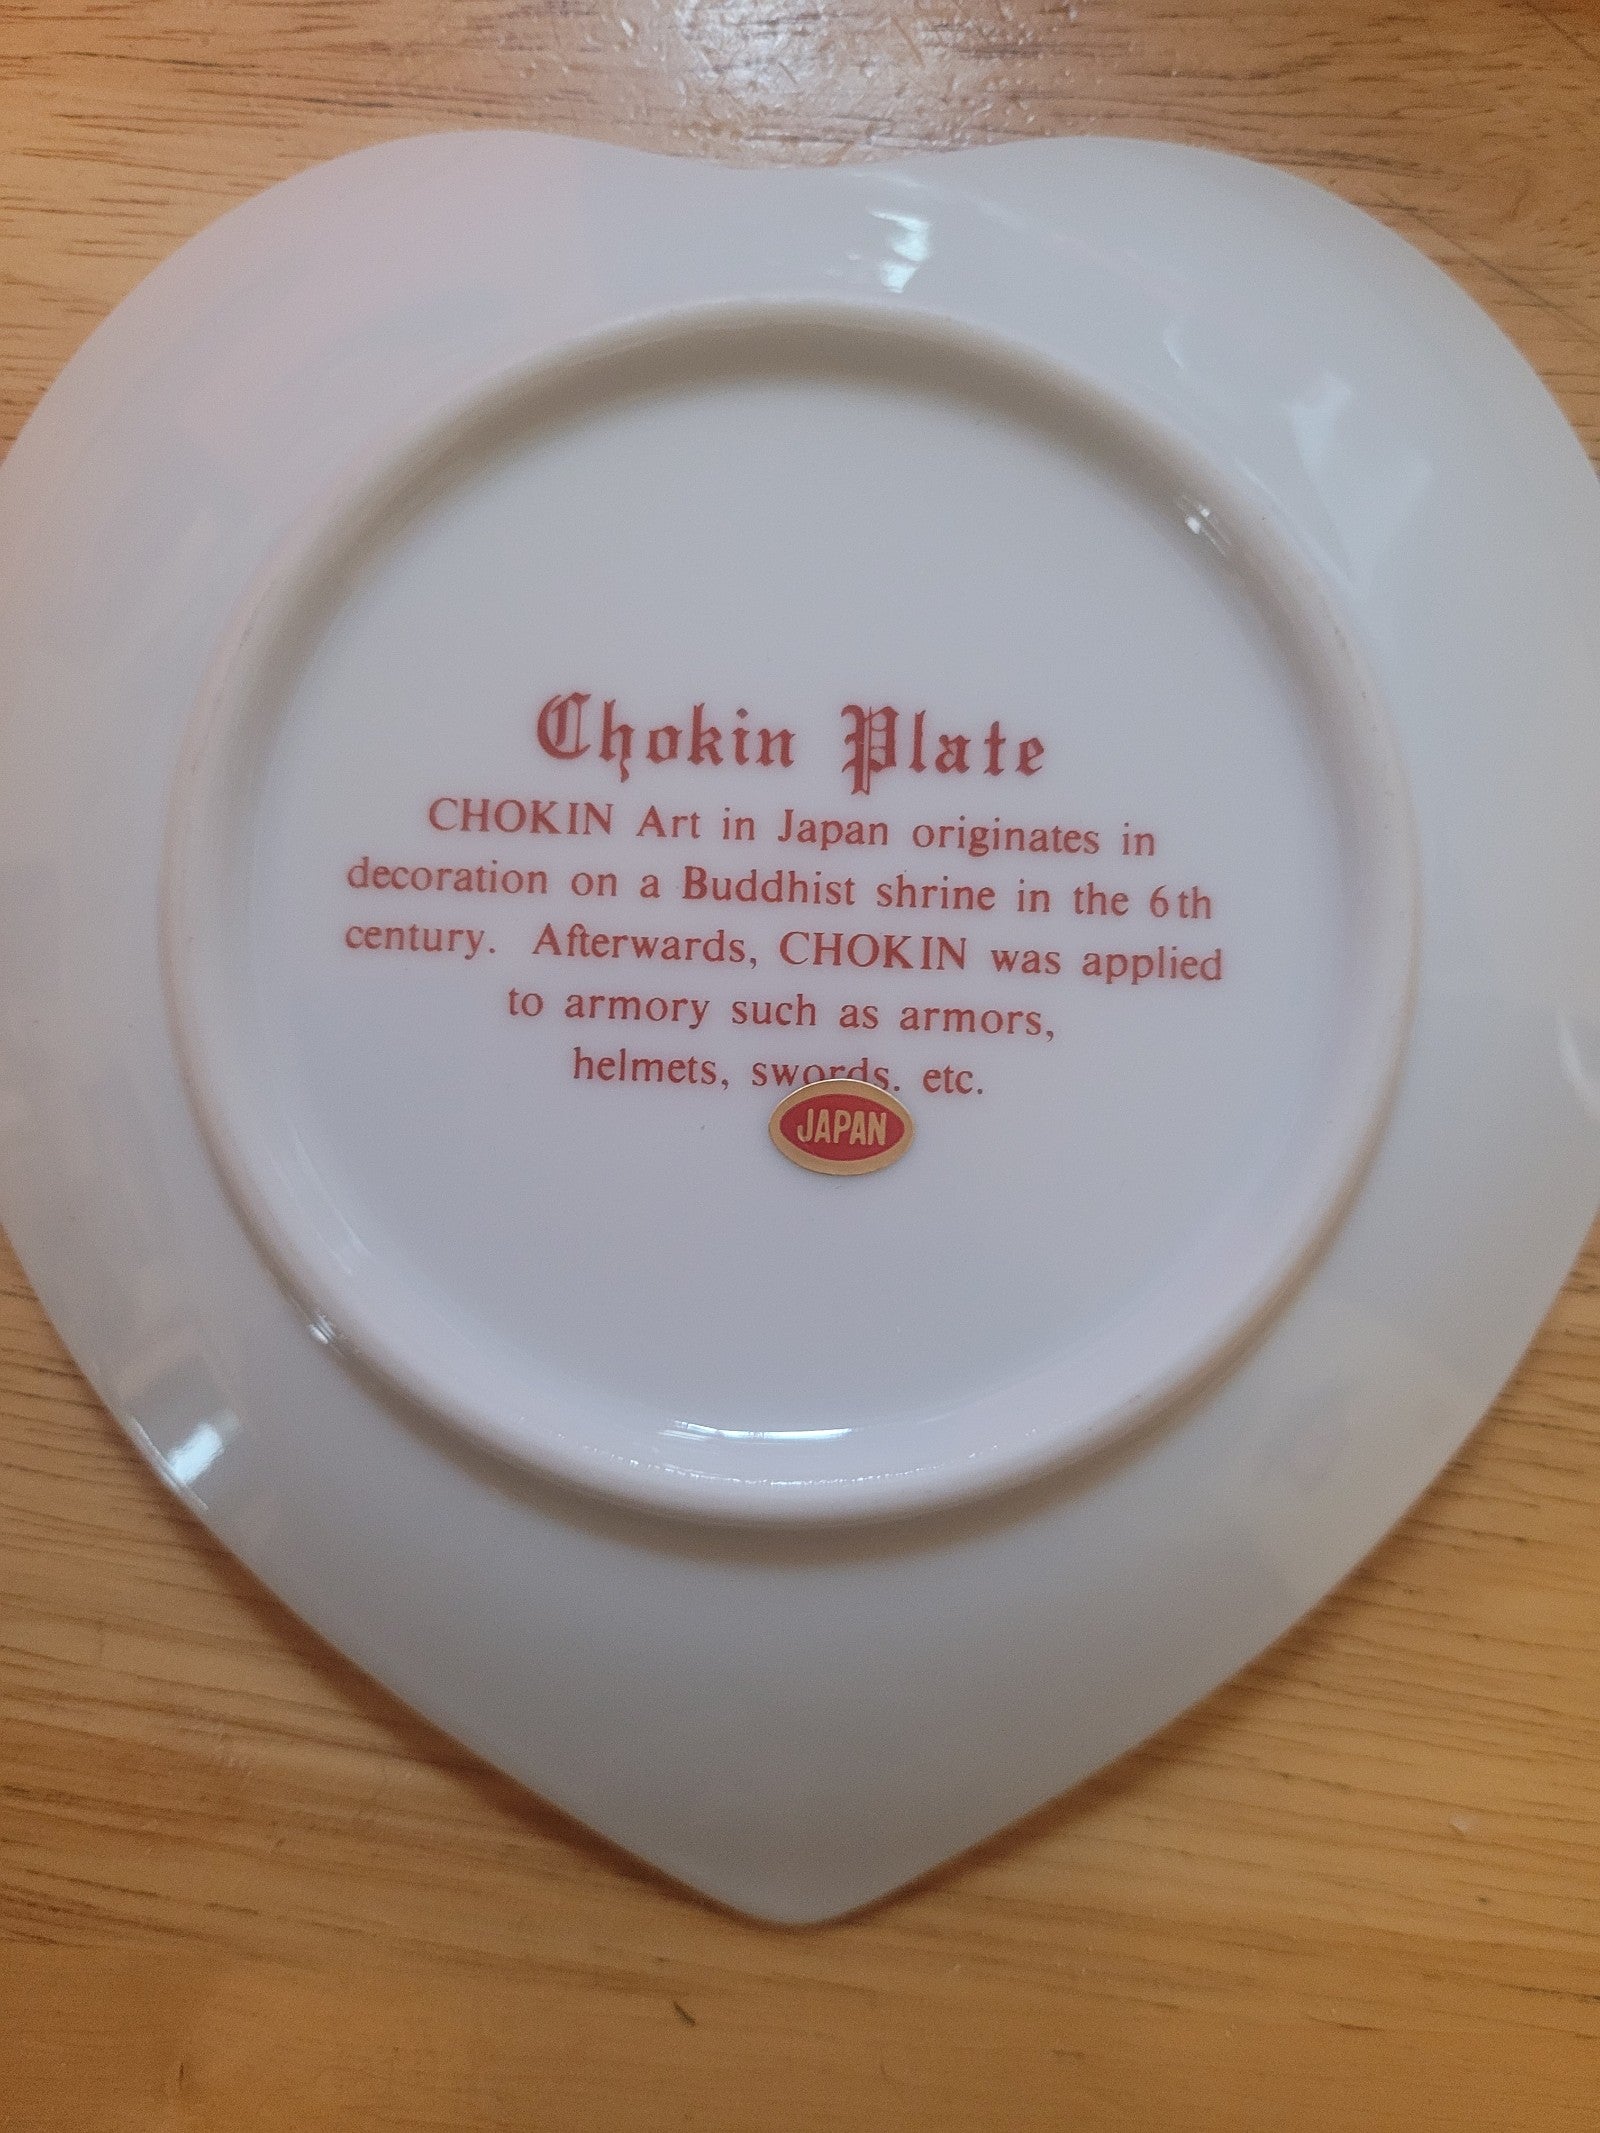 Chokin Plate
CHOKIN Art in Japan originates in
decoration on a Buddhist shrine in the 6th
century. Afterwards, CHOKIN was applied
to armory such as armors,
helmets, swords. etc.
JAPAN